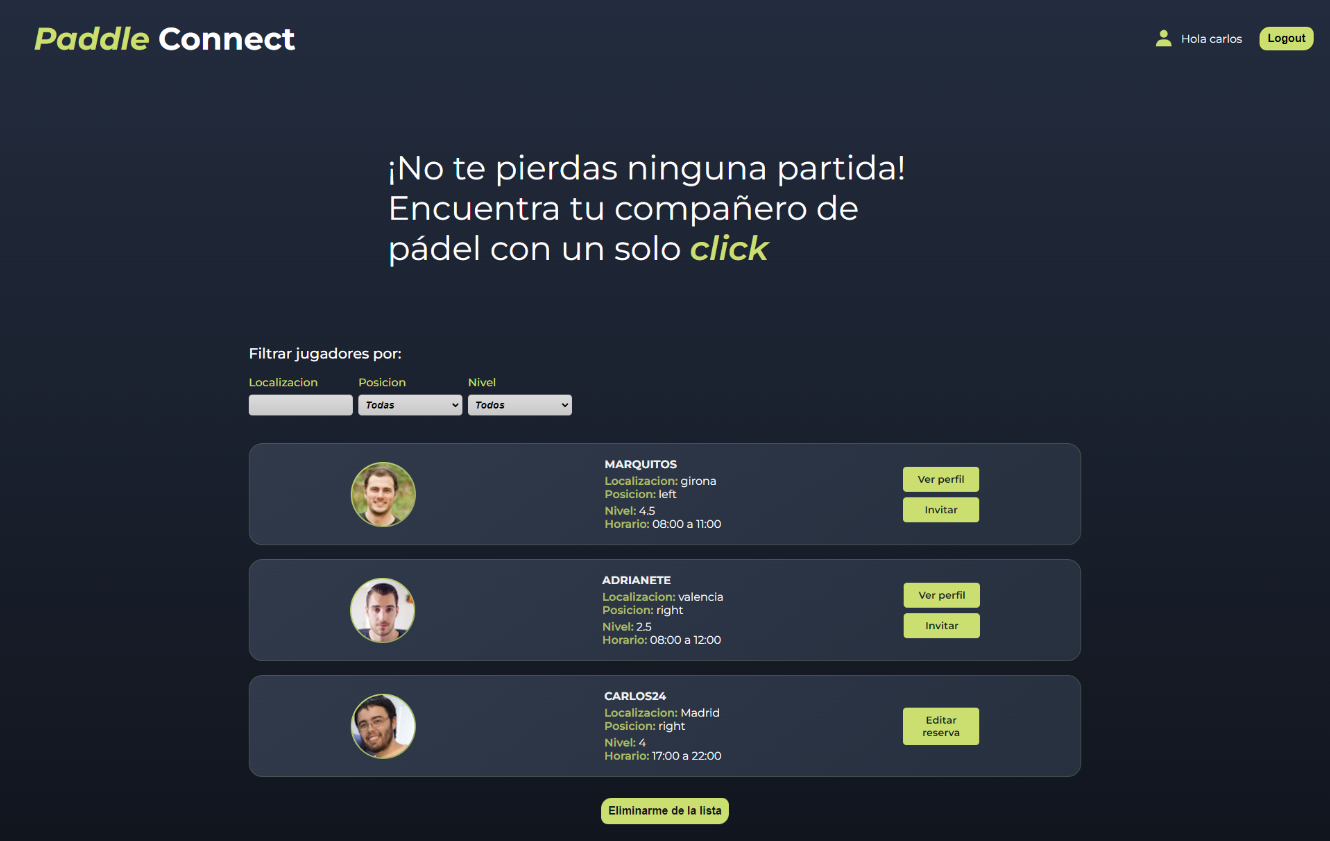 Paddle Connect
Hola carlos
Logout
¡No te pierdas ninguna partida!
Encuentra tu compañero de
pádel con un solo click
Filtrar jugadores por:
Localizacion Posicion Nivel
Todas Todos
MARQUITOS
Localizacion: girona
Posicion: left
Nivel: 4.5
Horario: 08:00 a 11:00
Ver perfil
Invitar
ADRIANETE
Localizacion: valencia
Posicion: right
Nivel: 2.5
Horario: 08:00 a 12:00
Ver perfil
Invitar
CARLOS24
Localizacion: Madrid
Posicion: right
Nivel: 4
Horario: 17:00 a 22:00
Editar
reserva
Eliminarme de la lista